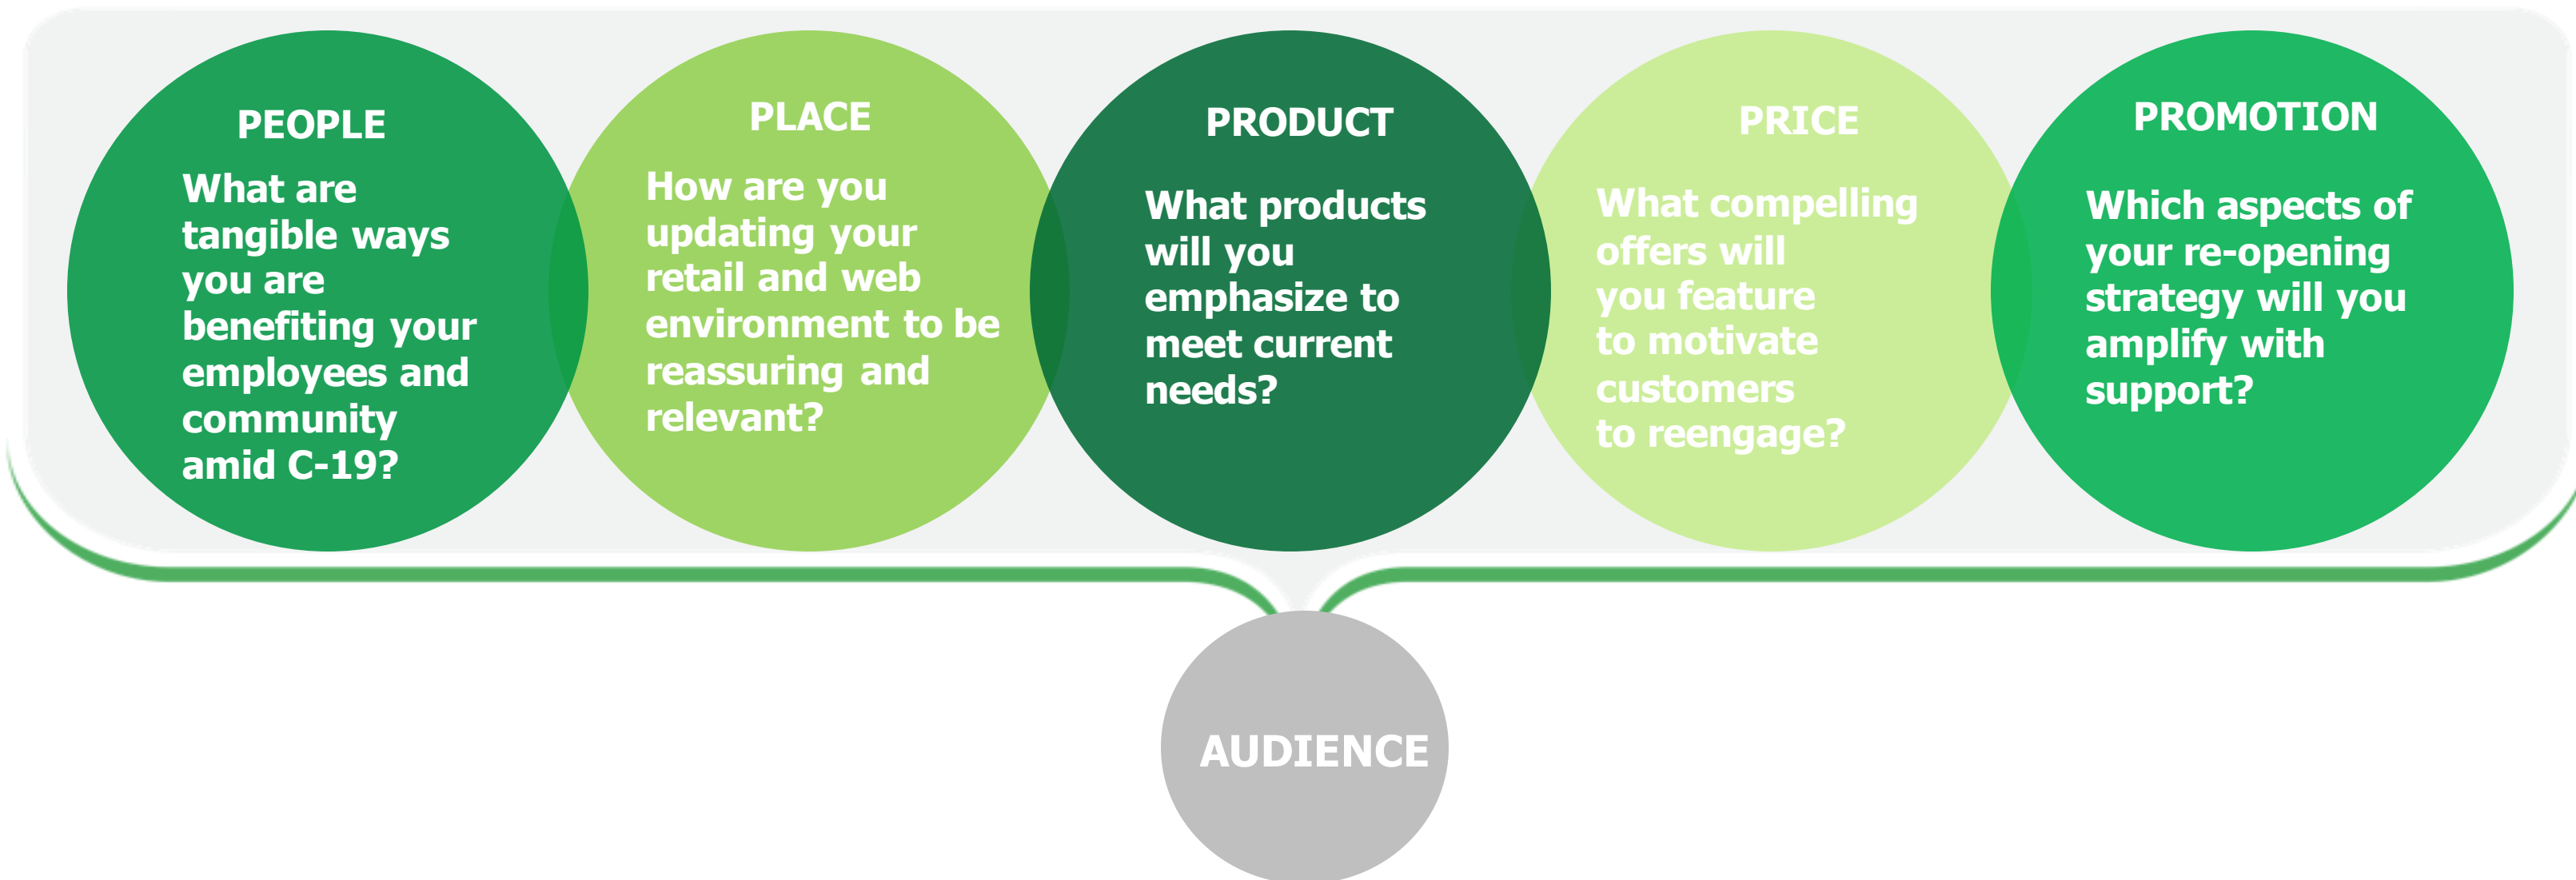 PEOPLE
What are
tangible ways
you are
benefiting your
employees and
community
amid C-19?
PLACE
How are you
updating your
retail and web
environment to be
reassuring and
relevant?
PRODUCT
What products
will you
emphasize to
meet current
needs?
PRICE
What compelling
offers will
you feature
to motivate
customers
to reengage?
PROMOTION
Which aspects of
your re-opening
strategy will you
amplify with
support?
AUDIENCE